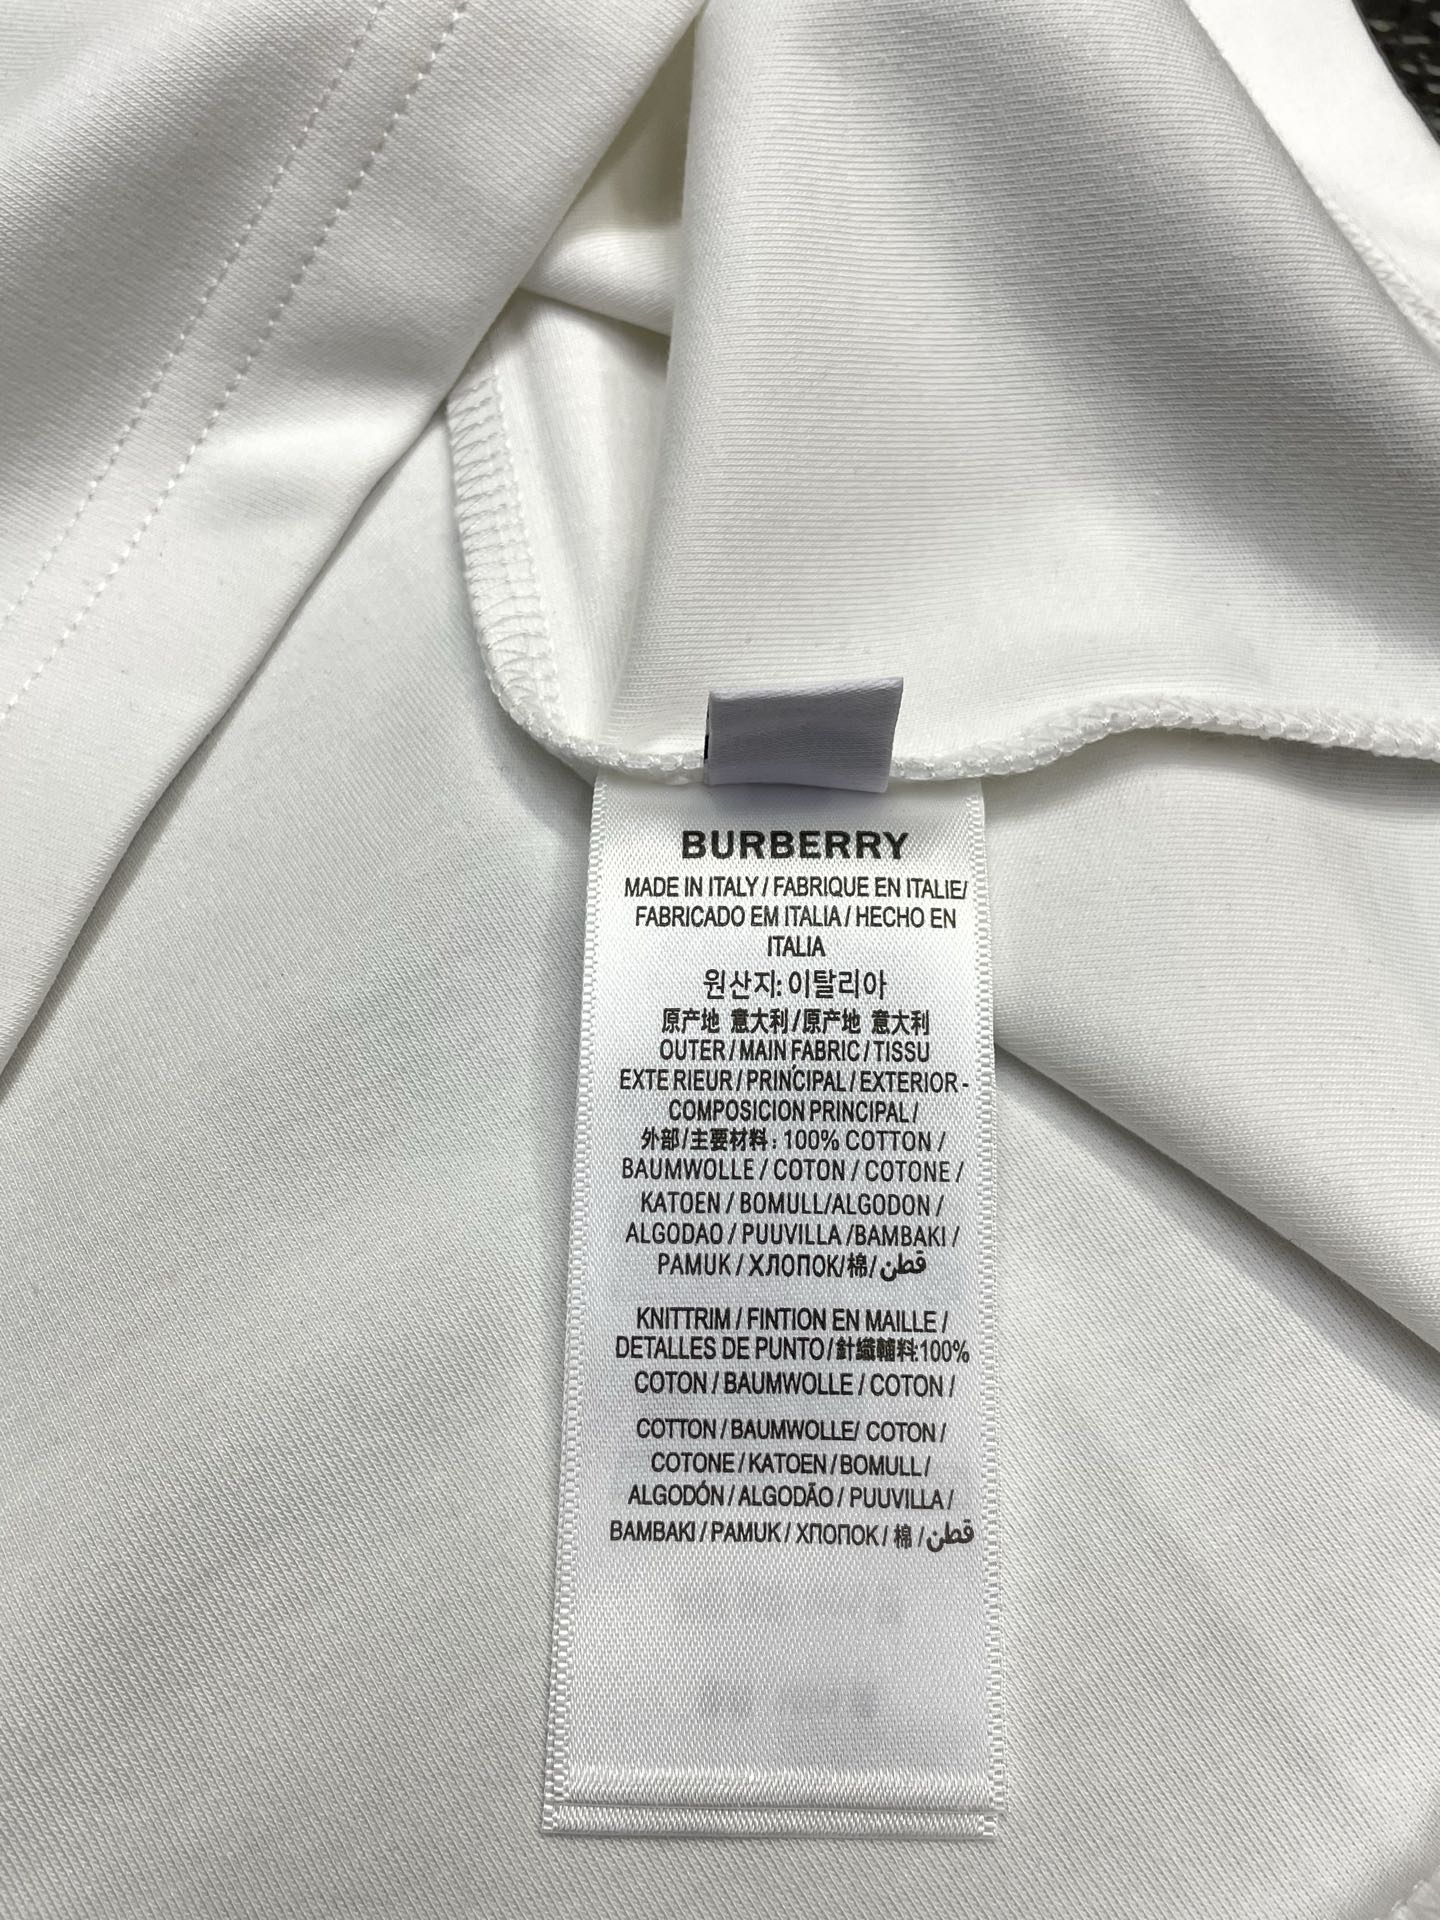 BURBERRY
MADE IN ITALY / FABRIQUE EN ITALIE/
FABRICADO EM ITALIA / HECHO EN
ITALIA
원산지: 이탈리아
原产地 意大利/原产地 意大利
OUTER / MAIN FABRIC / TISSU
EXTE RIEUR / PRINĆIPAL / EXTERIOR -
COMPOSICION PRINCIPAL /
外部/主要材料: 100% COTTON /
BAUMWOLLE / COTON / COTONE /
KATOEN / BOMULL/ALGODON /
ALGODAO / PUUVILLA /BAMBAKI /
PAMUK / ХЛОПОК/棉/قطن
KNITTRIM / FINTION EN MAILLE /
DETALLES DE PUNTO/針織輔料:100%
COTON / BAUMWOLLE / COTON /
COTTON / BAUMWOLLE/ COTON /
COTONE / KATOEN / BOMULL /
ALGODÓN / ALGODÃO / PUUVILLA /
BAMBAKI / PAMUK / ХПОПОК / 棉 / قطن